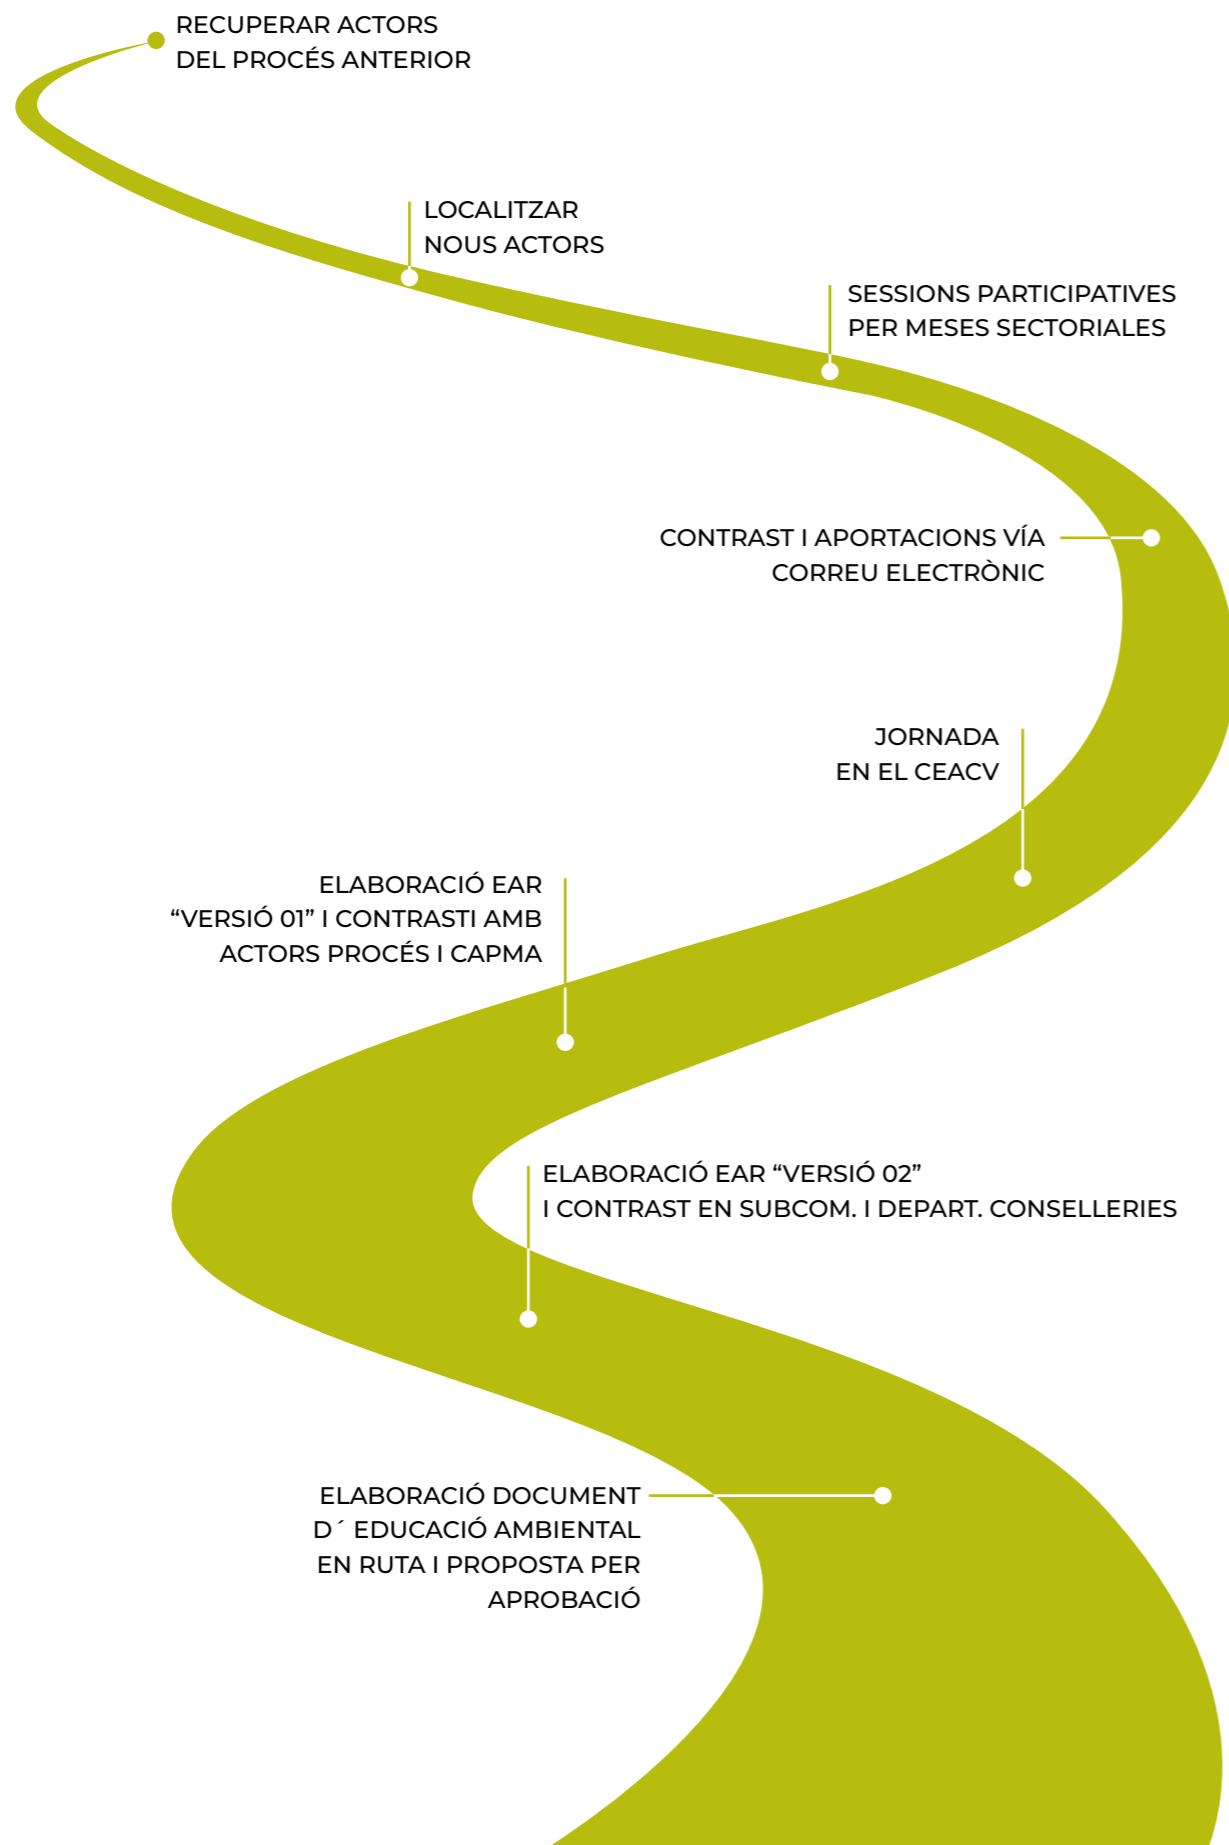 RECUPERAR ACTORS
DEL PROCÉS ANTERIOR
LOCALITZAR
NOUS ACTORS
SESSIONS PARTICIPATIVES
PER MESES SECTORIALES
CONTRAST I APORTACIONS VÍA
CORREU ELECTRÒNIC
JORNADA
EN EL CEACV
ELABORACIÓ EAR
“VERSIÓ 01” I CONTRASTI AMB
ACTORS PROCÉS I CAPMA
ELABORACIÓ EAR “VERSIÓ 02”
I CONTRAST EN SUBCOM. I DEPART. CONSELLERIES
ELABORACIÓ DOCUMENT
D´ EDUCACIÓ AMBIENTAL
EN RUTA I PROPOSTA PER
APROBACIÓ